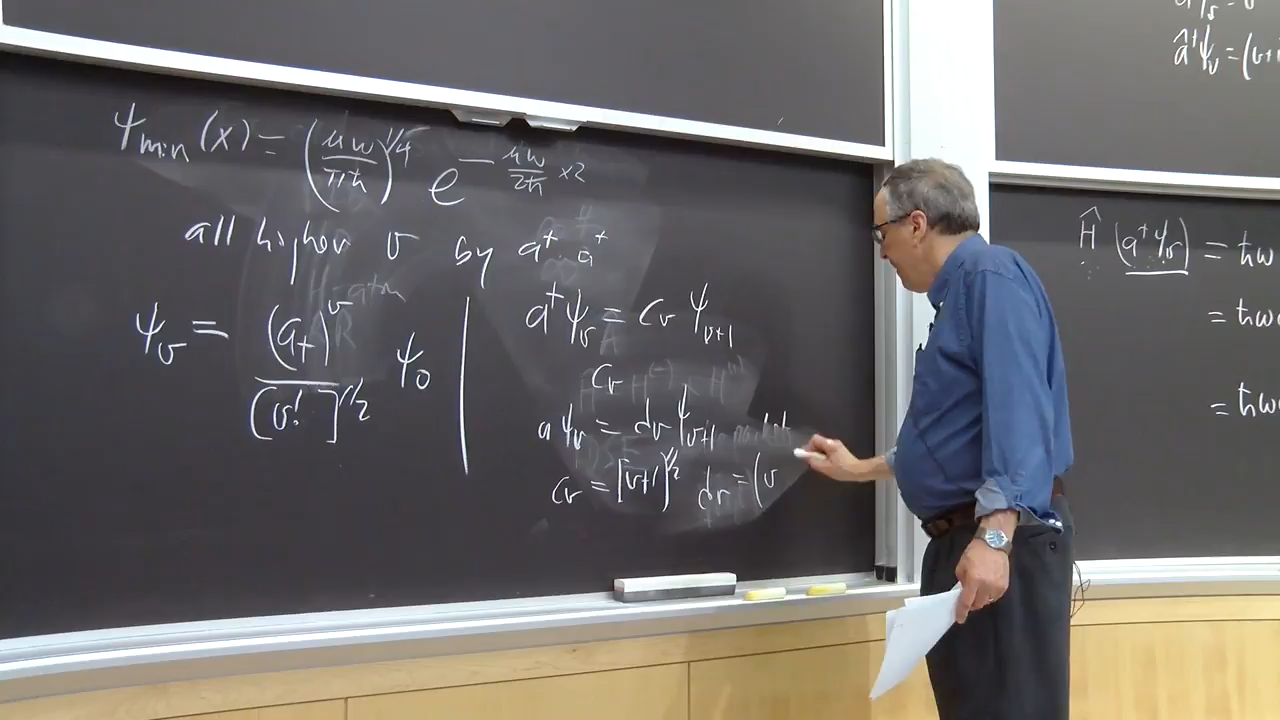 ψmin (x) = (μω/πħ)^1/4 e^-μω/2ħ x2
all higher v by a† a†
ψv = (a†)^v/[v!]^1/2 ψ0
a†ψv = cv ψv+1
cv
aψv = dv ψv+1
cv = [v+1]^1/2 dv = (v
â†ψv = (v+
Ĥ (a†ψv) = ħω
= ħω
= ħω